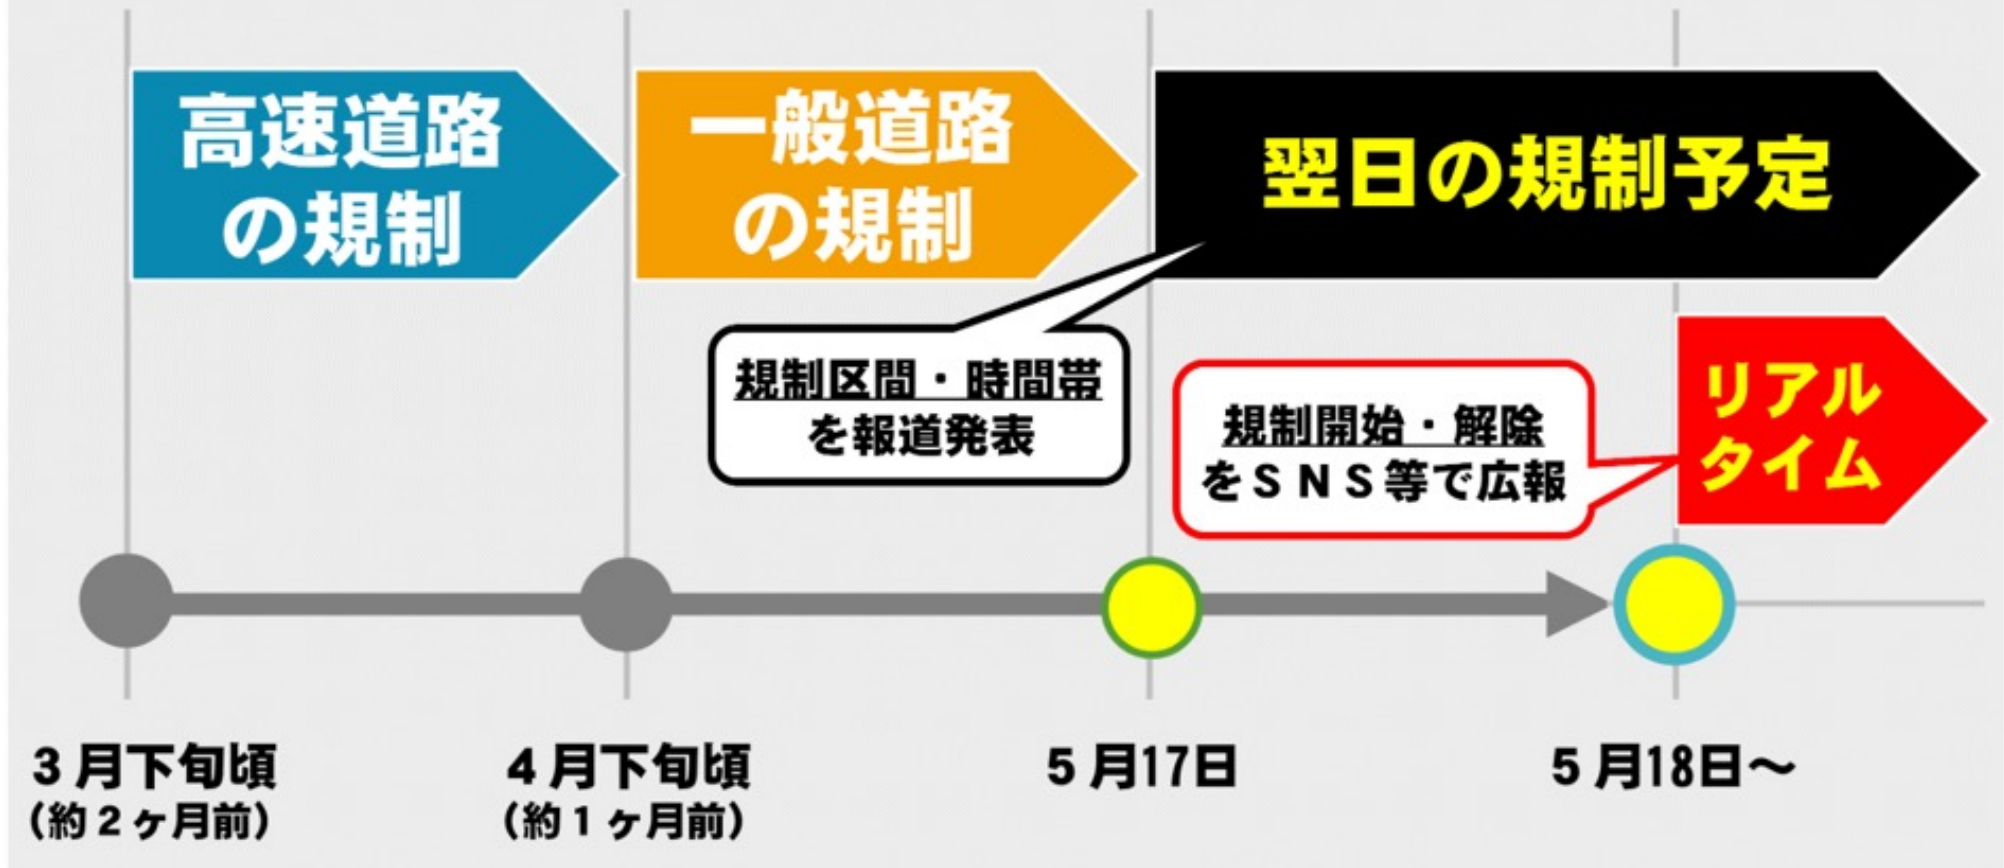 高速道路
の規制
一般道路
の規制
翌日の規制予定
規制区間・時間帯
を報道発表
規制開始・解除
をＳＮＳ等で広報
リアル
タイム
３月下旬頃
（約２ヶ月前）
４月下旬頃
（約１ヶ月前）
５月17日
５月18日～